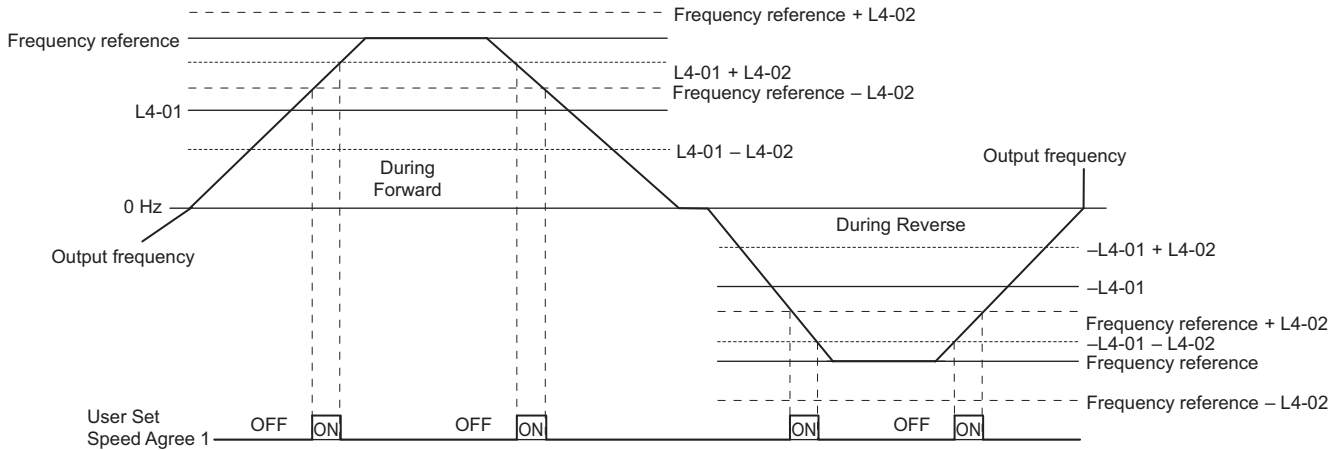 Frequency reference + L4-02
Frequency reference
L4-01 + L4-02
Frequency reference – L4-02
L4-01
L4-01 – L4-02
During
Forward
Output frequency
0 Hz
During Reverse
Output frequency
–L4-01 + L4-02
–L4-01
Frequency reference + L4-02
–L4-01 – L4-02
Frequency reference
Frequency reference – L4-02
User Set
Speed Agree 1
OFF
ON
OFF
ON
ON
OFF
ON